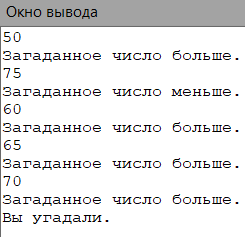 Окно вывода
50
Загаданное число больше.
75
Загаданное число меньше.
60
Загаданное число больше.
65
Загаданное число больше.
70
Загаданное число больше.
Вы угадали.